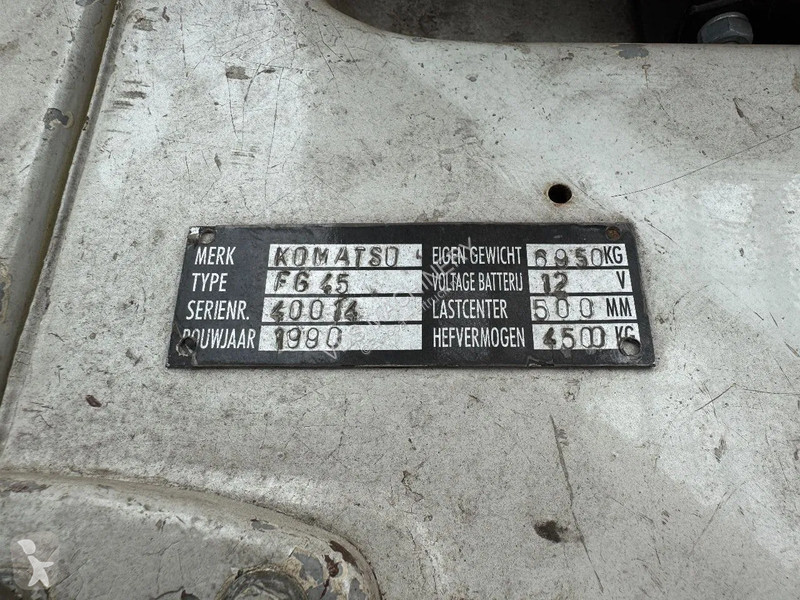 MERK KOMATSO EIGEN GEWICHT 6950 KG
TYPE FG 45 VOLTAGE BATTERIJ 12 V
SERIENR. 40014 LASTCENTER 500 MM
BOUWJAAR 1990 HEFVERMOGEN 4500 KG